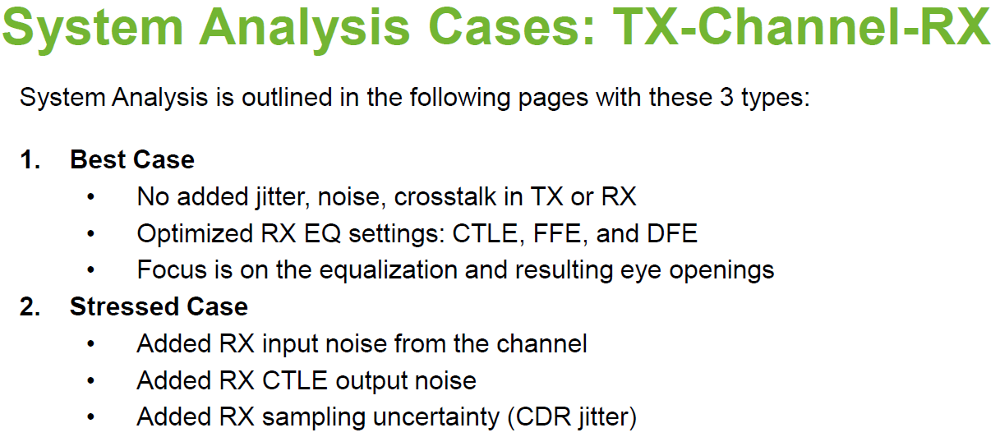 System Analysis Cases: TX-Channel-RX
System Analysis is outlined in the following pages with these 3 types:
1. Best Case
• No added jitter, noise, crosstalk in TX or RX
• Optimized RX EQ settings: CTLE, FFE, and DFE
• Focus is on the equalization and resulting eye openings
2. Stressed Case
• Added RX input noise from the channel
• Added RX CTLE output noise
• Added RX sampling uncertainty (CDR jitter)